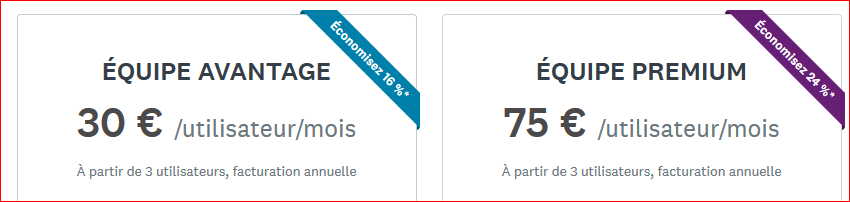 Économisez 16 %*
ÉQUIPE AVANTAGE
30 € /utilisateur/mois
À partir de 3 utilisateurs, facturation annuelle
Économisez 24 %*
ÉQUIPE PREMIUM
75 € /utilisateur/mois
À partir de 3 utilisateurs, facturation annuelle